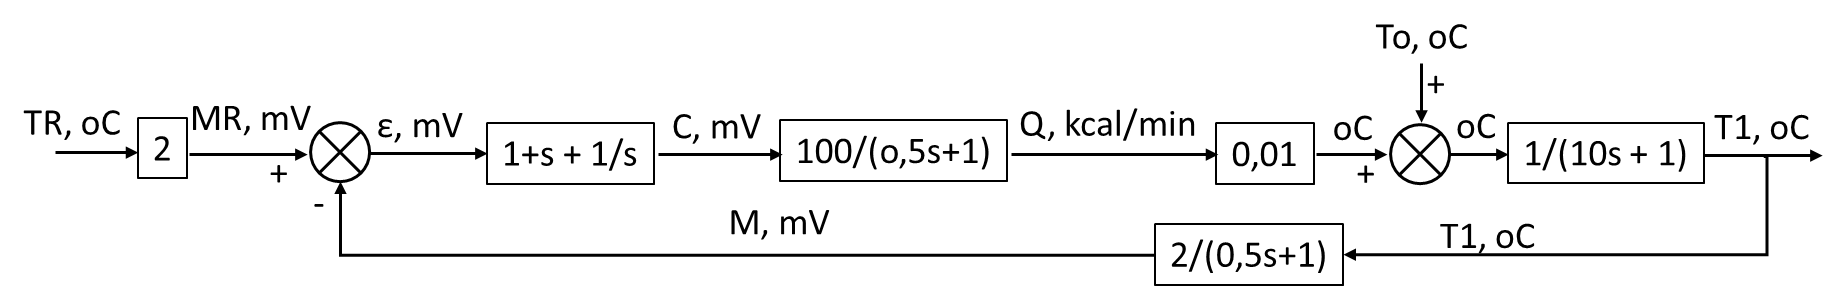 To, oC
+
TR, oC
2
MR, mV
+
-
ε, mV
1+s + 1/s
C, mV
100/(o,5s+1)
Q, kcal/min
0,01
oC
+
oC
1/(10s + 1)
T1, oC
M, mV
2/(0,5s+1)
T1, oC